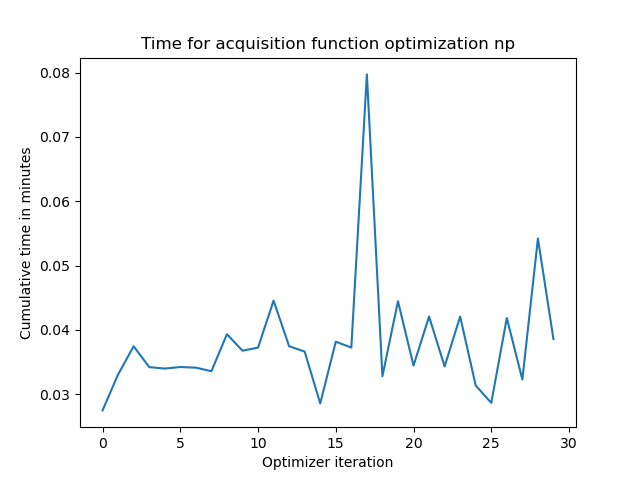 Time for acquisition function optimization np
Cumulative time in minutes
0.08
0.07
0.06
0.05
0.04
0.03
0 5 10 15 20 25 30
Optimizer iteration